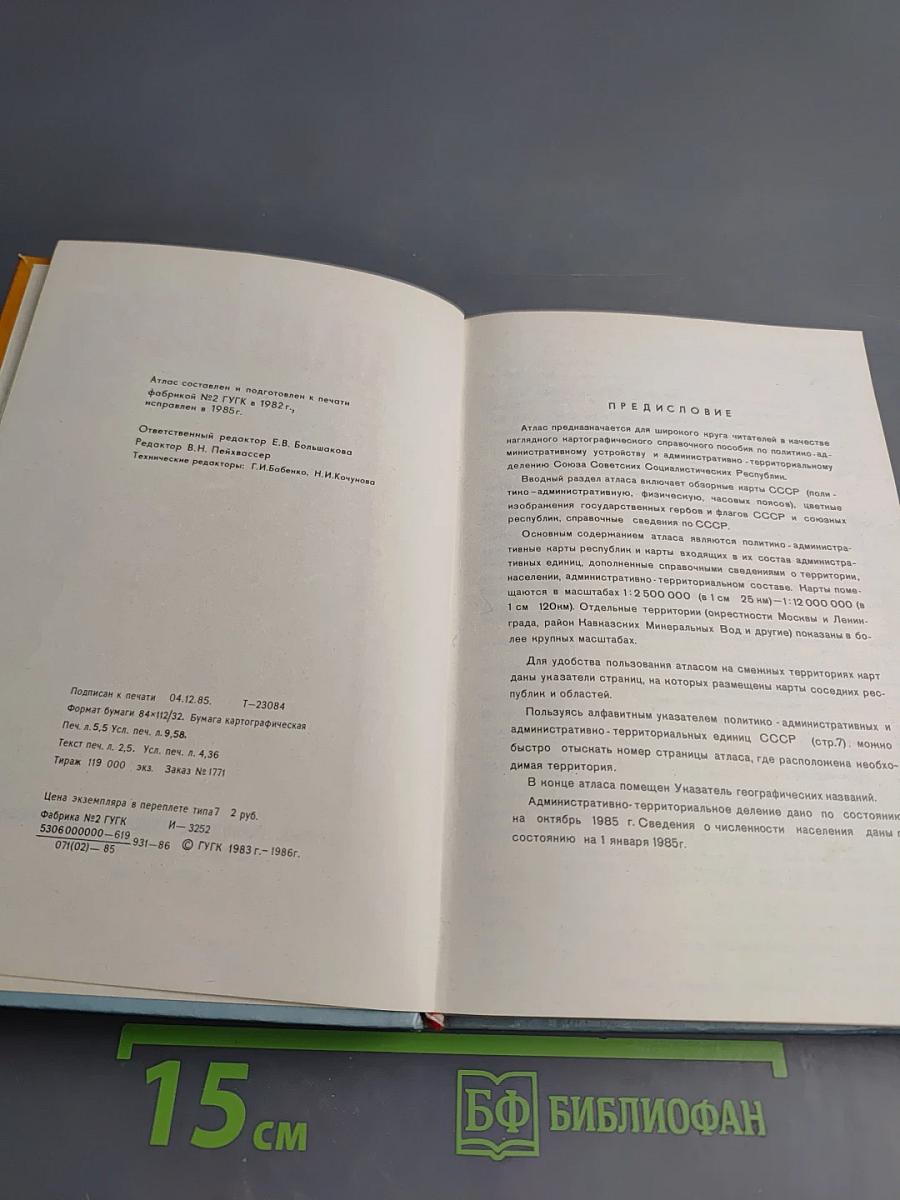 Атлас составлен и подготовлен к печати
фабрикой №2 ГУГК в 1982 г.,
исправлен в 1985г.
Ответственный редактор Е.В. Большакова
Редактор В.Н. Пейхвассер
Технические редакторы: Г.И.Бабенко, Н.И.Кочунова
Подписан к печати 04.12.85. Т—23084
Формат бумаги 84×112/32. Бумага картографическая
Печ. л. 5,5 Усл. печ. л. 9,58.
Текст печ. л. 2,5. Усл. печ. л. 4,36
Тираж 119 000 экз. Заказ № 1771
Цена экземпляра в переплете типа 7 2 руб.
Фабрика №2 ГУГК И—3252
5306000000—619
071(02)—85
931—86 © ГУГК 1983 г.—1986г.
ПРЕДИСЛОВИЕ
Атлас предназначается для широкого круга читателей в качестве
наглядного картографического справочного пособия по политико-ад-
министративному устройству и административно-территориальному
делению Союза Советских Социалистических Республик.
Вводный раздел атласа включает обзорные карты СССР (поли-
тико-административную, физическую, часовых поясов), цветные
изображения государственных гербов и флагов СССР и союзных
республик, справочные сведения по СССР.
Основным содержанием атласа являются политико-администра-
тивные карты республик и карты входящих в их состав администра-
тивных единиц, дополненные справочными сведениями о территории,
населении, административно-территориальном составе. Карты поме-
щаются в масштабах 1:2 500 000 (в 1 см 25 км)—1:12 000 000 (в
1 см 120км). Отдельные территории (окрестности Москвы и Ленин-
града, район Кавказских Минеральных Вод и другие) показаны в бо-
лее крупных масштабах.
Для удобства пользования атласом на смежных территориях карт
даны указатели страниц, на которых размещены карты соседних рес-
публик и областей.
Пользуясь алфавитным указателем политико-административных и
административно-территориальных единиц СССР (стр.7). можно
быстро отыскать номер страницы атласа, где расположена необхо-
димая территория.
В конце атласа помещен Указатель географических названий.
Административно-территориальное деление дано по состоянию
на октябрь 1985 г. Сведения о численности населения даны п
состоянию на 1 января 1985г.
15 см
БФ БИБЛИОФАН